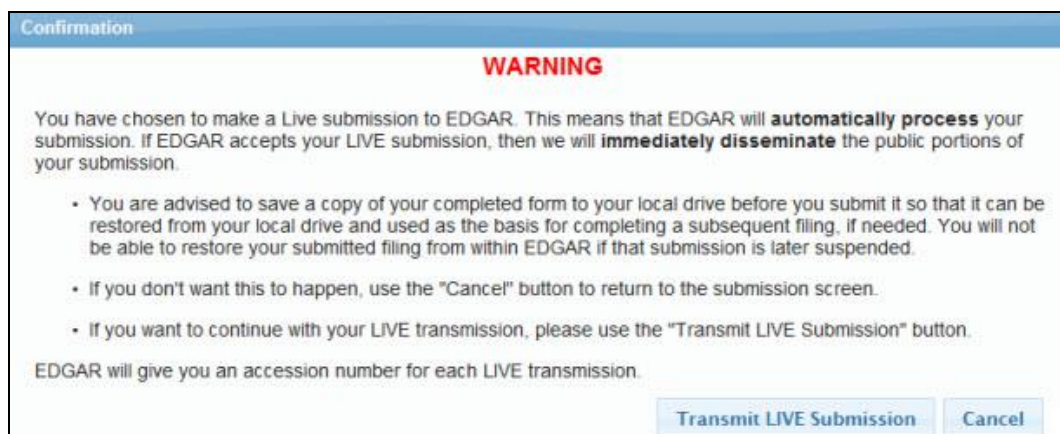 Confirmation
WARNING
You have chosen to make a Live submission to EDGAR. This means that EDGAR will automatically process your
submission. If EDGAR accepts your LIVE submission, then we will immediately disseminate the public portions of
your submission.
• You are advised to save a copy of your completed form to your local drive before you submit it so that it can be
restored from your local drive and used as the basis for completing a subsequent filing, if needed. You will not
be able to restore your submitted filing from within EDGAR if that submission is later suspended.
• If you don't want this to happen, use the "Cancel" button to return to the submission screen.
• If you want to continue with your LIVE transmission, please use the "Transmit LIVE Submission" button.
EDGAR will give you an accession number for each LIVE transmission.
Transmit LIVE Submission Cancel